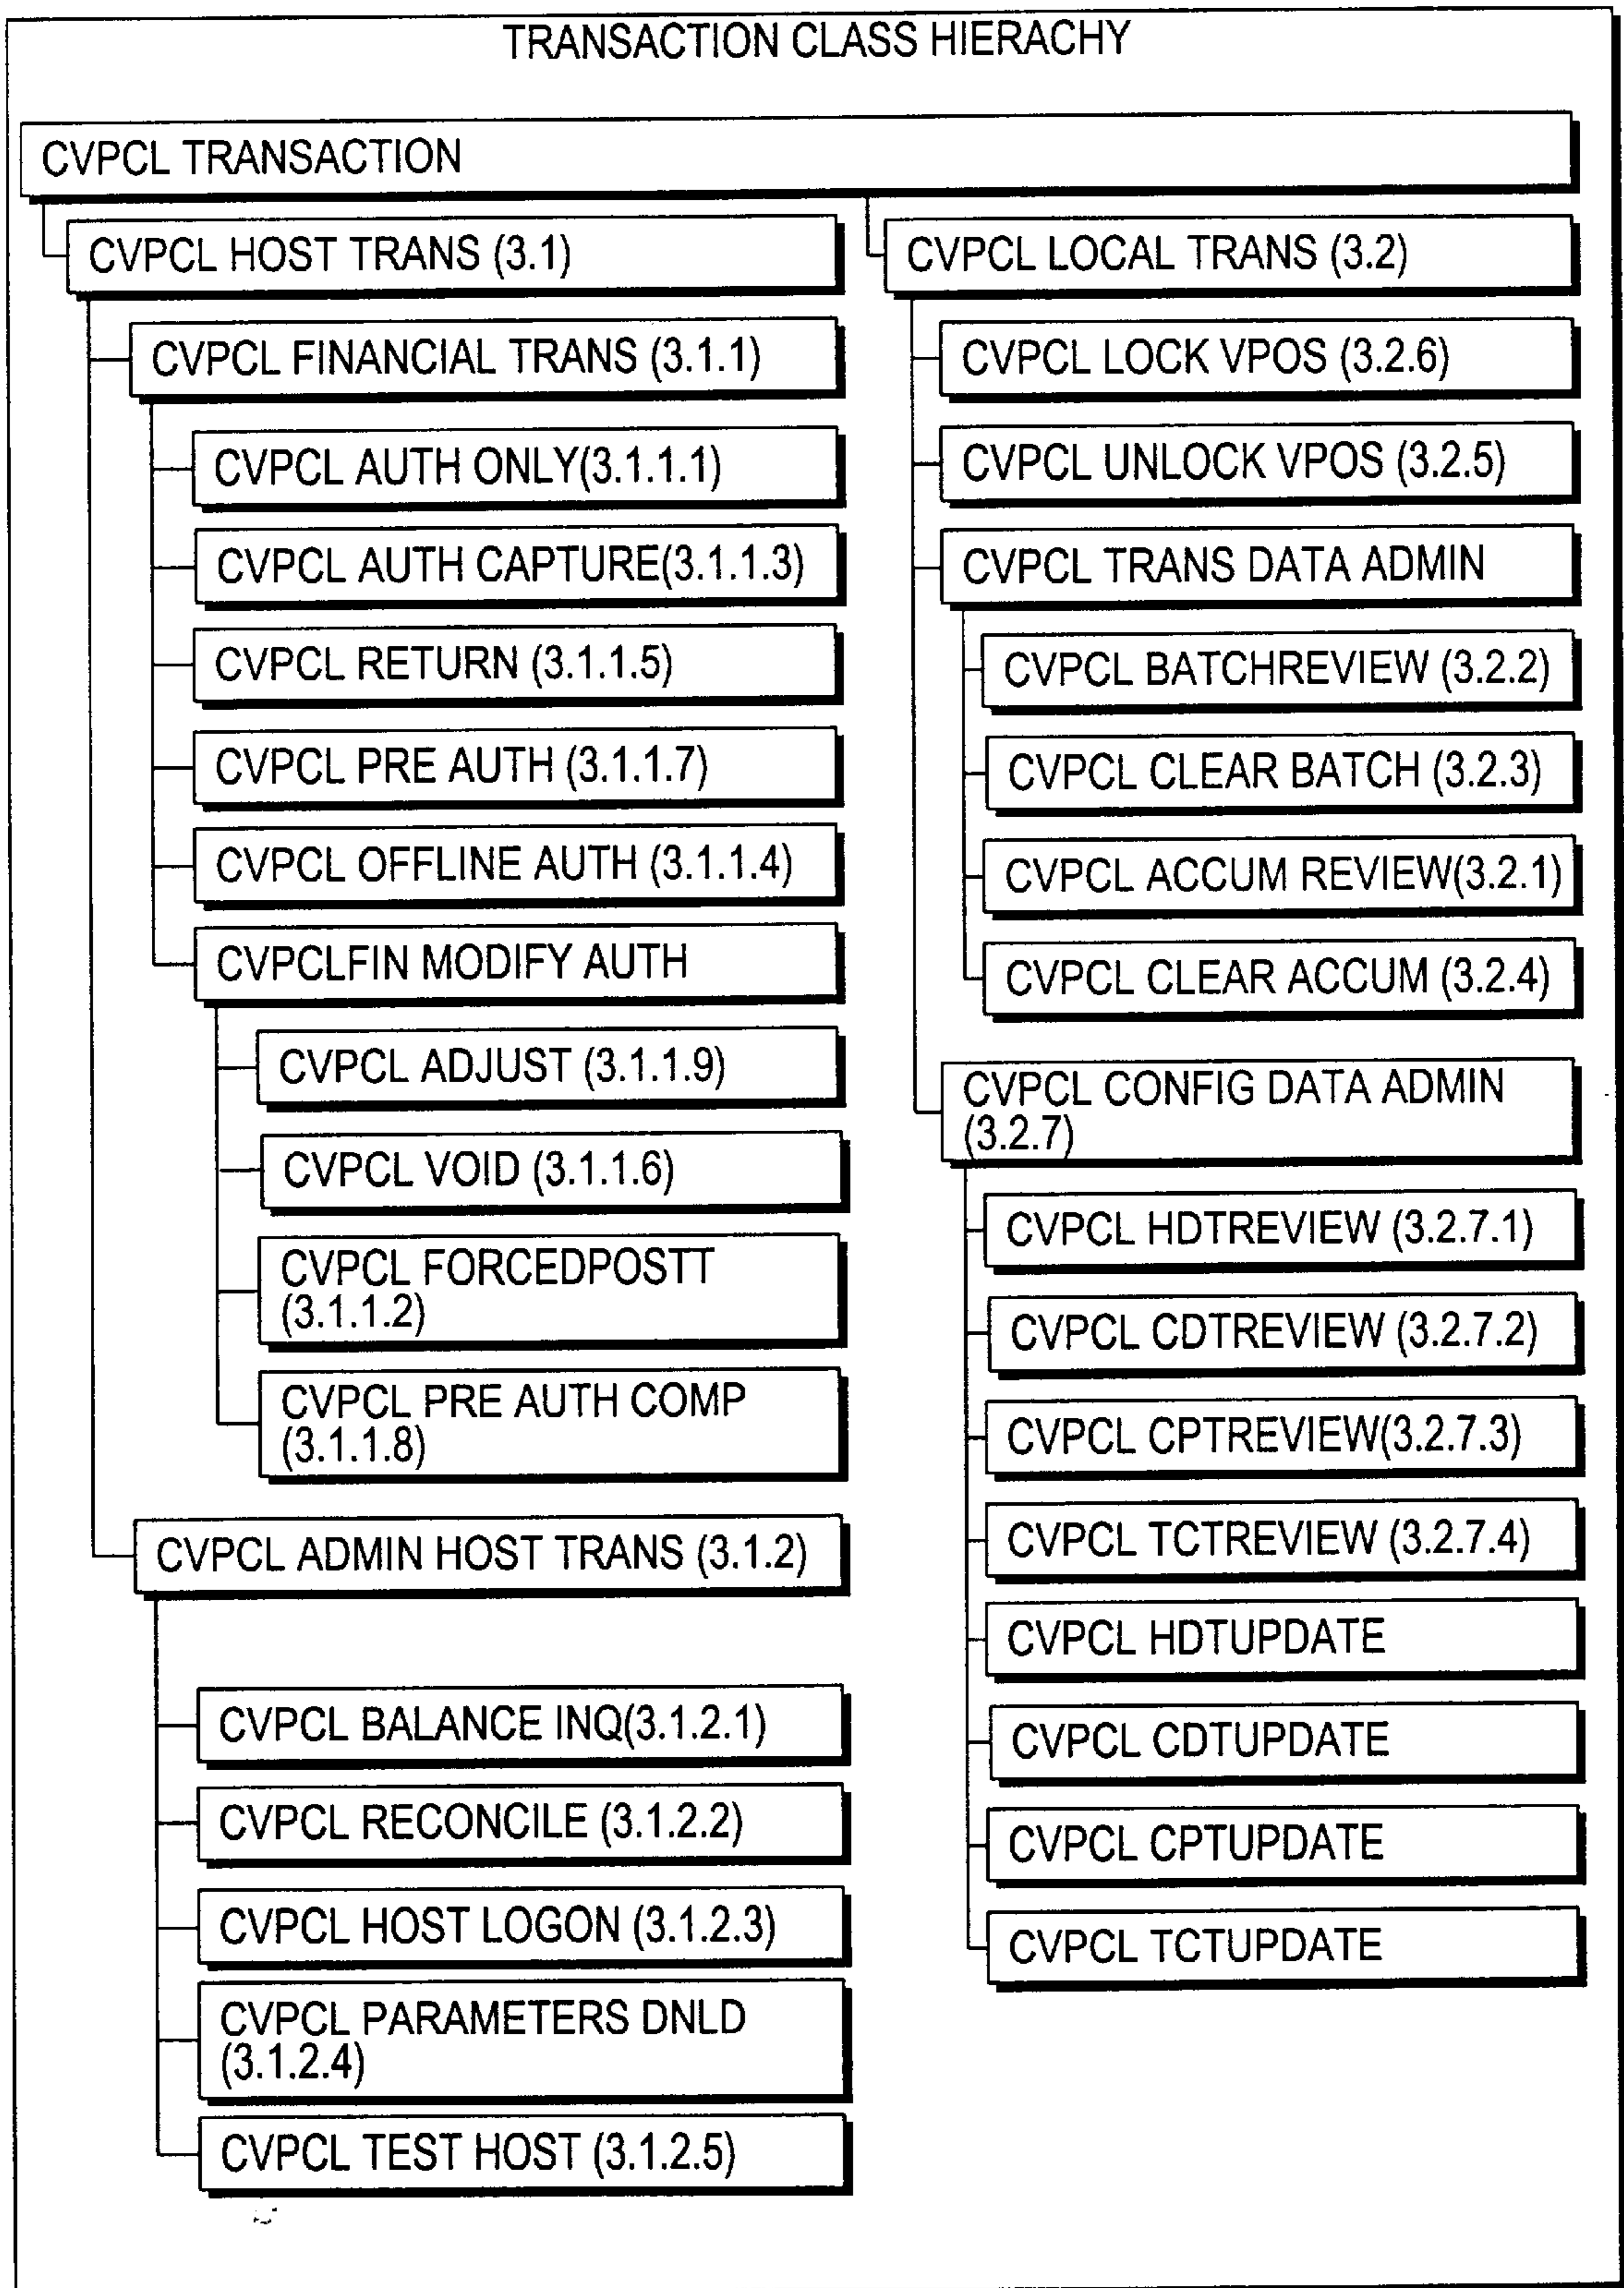 TRANSACTION CLASS HIERACHY
CVPCL TRANSACTION
CVPCL HOST TRANS (3.1)
CVPCL FINANCIAL TRANS (3.1.1)
CVPCL AUTH ONLY(3.1.1.1)
CVPCL AUTH CAPTURE(3.1.1.3)
CVPCL RETURN (3.1.1.5)
CVPCL PRE AUTH (3.1.1.7)
CVPCL OFFLINE AUTH (3.1.1.4)
CVPCLFIN MODIFY AUTH
CVPCL ADJUST (3.1.1.9)
CVPCL VOID (3.1.1.6)
CVPCL FORCEDPOSTT
(3.1.1.2)
CVPCL PRE AUTH COMP
(3.1.1.8)
CVPCL ADMIN HOST TRANS (3.1.2)
CVPCL BALANCE INQ(3.1.2.1)
CVPCL RECONCILE (3.1.2.2)
CVPCL HOST LOGON (3.1.2.3)
CVPCL PARAMETERS DNLD
(3.1.2.4)
CVPCL TEST HOST (3.1.2.5)
CVPCL LOCAL TRANS (3.2)
CVPCL LOCK VPOS (3.2.6)
CVPCL UNLOCK VPOS (3.2.5)
CVPCL TRANS DATA ADMIN
CVPCL BATCHREVIEW (3.2.2)
CVPCL CLEAR BATCH (3.2.3)
CVPCL ACCUM REVIEW(3.2.1)
CVPCL CLEAR ACCUM (3.2.4)
CVPCL CONFIG DATA ADMIN
(3.2.7)
CVPCL HDTREVIEW (3.2.7.1)
CVPCL CDTREVIEW (3.2.7.2)
CVPCL CPTREVIEW(3.2.7.3)
CVPCL TCTREVIEW (3.2.7.4)
CVPCL HDTUPDATE
CVPCL CDTUPDATE
CVPCL CPTUPDATE
CVPCL TCTUPDATE